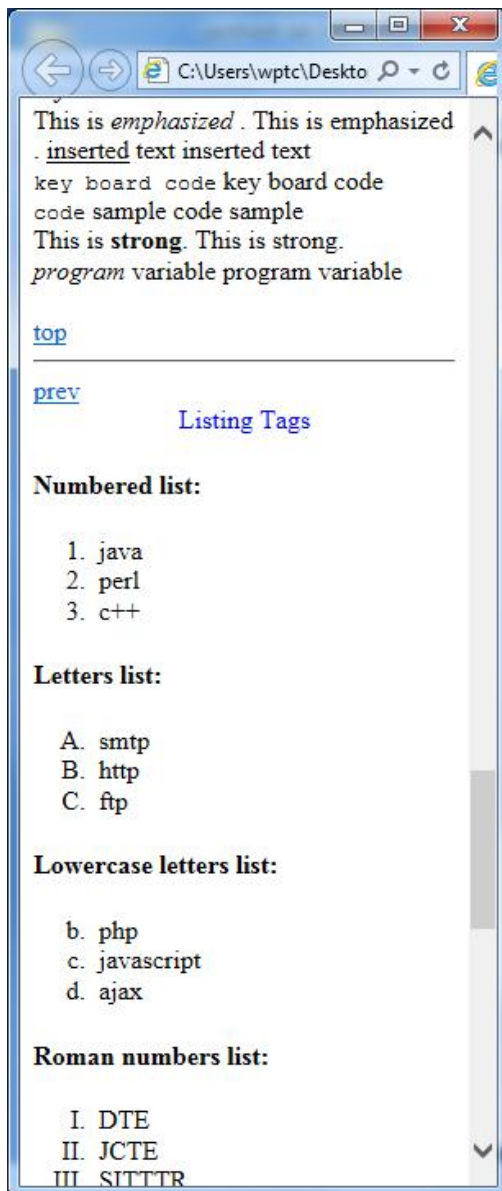 C:\Users\wptc\Deskto
This is emphasized . This is emphasized
. inserted text inserted text
key board code key board code
code sample code sample
This is strong. This is strong.
program variable program variable
top
prev
Listing Tags
Numbered list:
1. java
2. perl
3. c++
Letters list:
A. smtp
B. http
C. ftp
Lowercase letters list:
b. php
c. javascript
d. ajax
Roman numbers list:
I. DTE
II. JCTE
III. SITTTR